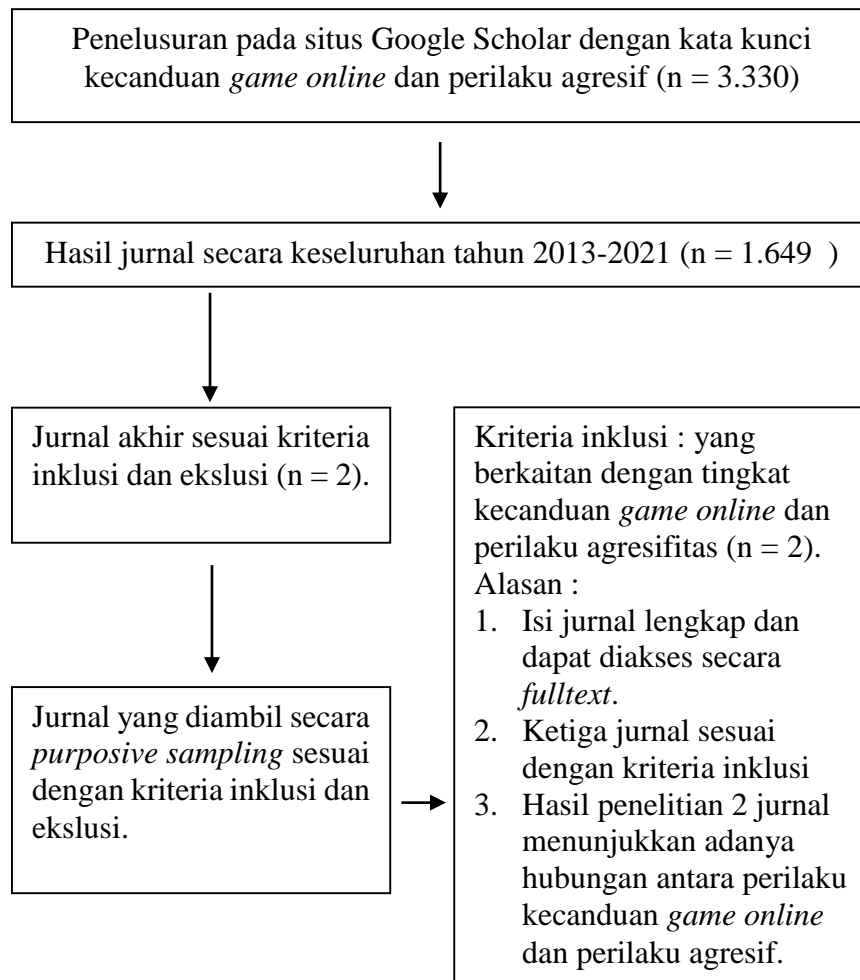 Penelusuran pada situs Google Scholar dengan kata kunci
kecanduan game online dan perilaku agresif (n = 3.330)
Hasil jurnal secara keseluruhan tahun 2013-2021 (n = 1.649 )
Jurnal akhir sesuai kriteria
inklusi dan ekslusi (n = 2).
Jurnal yang diambil secara
purposive sampling sesuai
dengan kriteria inklusi dan
ekslusi.
Kriteria inklusi : yang
berkaitan dengan tingkat
kecanduan game online dan
perilaku agresifitas (n = 2).
Alasan :
1. Isi jurnal lengkap dan
dapat diakses secara
fulltext.
2. Ketiga jurnal sesuai
dengan kriteria inklusi
3. Hasil penelitian 2 jurnal
menunjukkan adanya
hubungan antara perilaku
kecanduan game online
dan perilaku agresif.